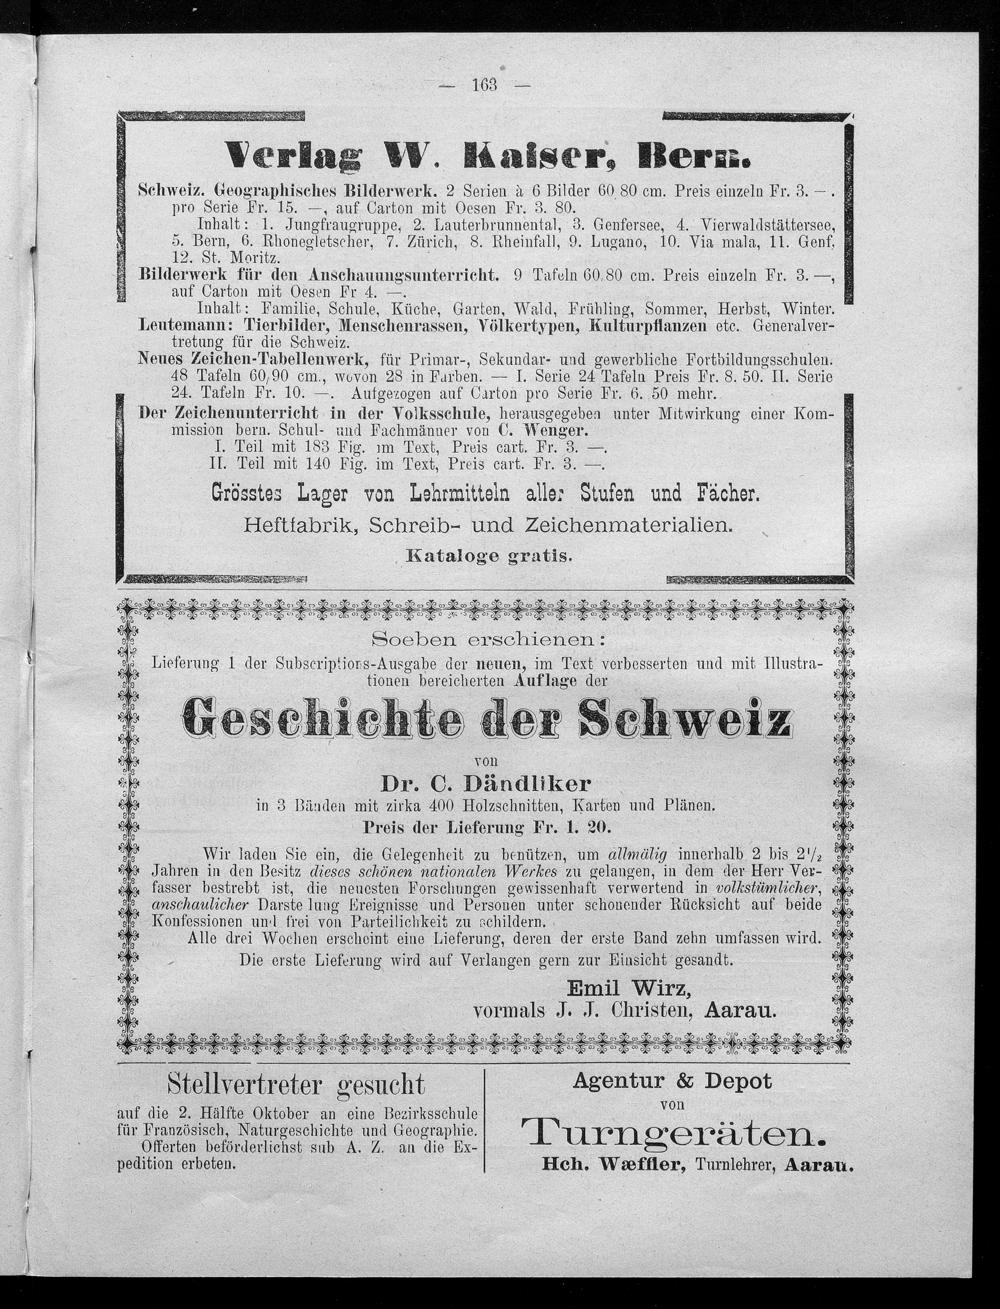 — 163 —
Verlag W. Kaiser, Bern.
Schweiz. Geographisches Bilderwerk. 2 Serien à 6 Bilder 60 80 cm. Preis einzeln Fr. 3. — .
pro Serie Fr. 15. —, auf Carton mit Oesen Fr. 3. 80.
Inhalt: 1. Jungfraugruppe, 2. Lauterbrunnental, 3. Genfersee, 4. Vierwaldstättersee,
5. Bern, 6. Rhonegletscher, 7. Zürich, 8. Rheinfall, 9. Lugano, 10. Via mala, 11. Genf,
12. St. Moritz.
Bilderwerk für den Anschauungsunterricht. 9 Tafeln 60.80 cm. Preis einzeln Fr. 3. —,
auf Carton mit Oesen Fr 4. —.
Inhalt: Familie, Schule, Küche, Garten, Wald, Frühling, Sommer, Herbst, Winter.
Leutemann: Tierbilder, Menschenrassen, Völkertypen, Kulturpflanzen etc. Generalver-
tretung für die Schweiz.
Neues Zeichen-Tabellenwerk, für Primar-, Sekundar- und gewerbliche Fortbildungsschulen.
48 Tafeln 60/90 cm., wovon 28 in Farben. — I. Serie 24 Tafeln Preis Fr. 8. 50. II. Serie
24. Tafeln Fr. 10. —. Aufgezogen auf Carton pro Serie Fr. 6. 50 mehr.
Der Zeichenunterricht in der Volksschule, herausgegeben unter Mitwirkung einer Kom-
mission bern. Schul- und Fachmänner von C. Wenger.
I. Teil mit 183 Fig. im Text, Preis cart. Fr. 3. —.
II. Teil mit 140 Fig. im Text, Preis cart. Fr. 3. —.
Grösstes Lager von Lehrmitteln aller Stufen und Fächer.
Heftfabrik, Schreib- und Zeichenmaterialien.
Kataloge gratis.
Soeben erschienen:
Lieferung 1 der Subscriptions-Ausgabe der neuen, im Text verbesserten und mit Illustra-
tionen bereicherten Auflage der
Geschichte der Schweiz
von
Dr. C. Dändliker
in 3 Bänden mit zirka 400 Holzschnitten, Karten und Plänen.
Preis der Lieferung Fr. 1. 20.
Wir laden Sie ein, die Gelegenheit zu benützen, um allmälig innerhalb 2 bis 2 1/2
Jahren in den Besitz dieses schönen nationalen Werkes zu gelangen, in dem der Herr Ver-
fasser bestrebt ist, die neuesten Forschungen gewissenhaft verwertend in volkstümlicher,
anschaulicher Darstellung Ereignisse und Personen unter schonender Rücksicht auf beide
Konfessionen und frei von Parteilichkeit zu schildern.
Alle drei Wochen erscheint eine Lieferung, deren der erste Band zehn umfassen wird.
Die erste Lieferung wird auf Verlangen gern zur Einsicht gesandt.
Emil Wirz,
vormals J. J. Christen, Aarau.
Stellvertreter gesucht
auf die 2. Hälfte Oktober an eine Bezirksschule
für Französisch, Naturgeschichte und Geographie.
Offerten beförderlichst sub A. Z. an die Ex-
pedition erbeten.
Agentur & Depot
von
Turngeräten.
Hch. Wæffler, Turnlehrer, Aarau.